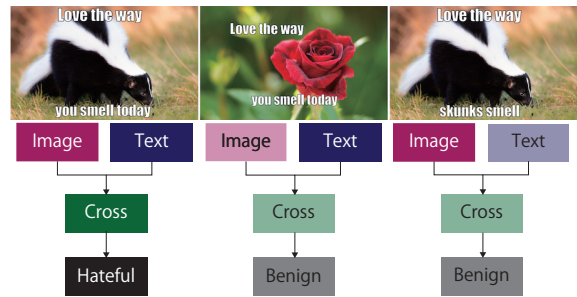 Love the way
you smell today
Love the way
you smell today
Love the way
skunks smell
Image
Text
Image
Text
Image
Text
Cross
Cross
Cross
Hateful
Benign
Benign